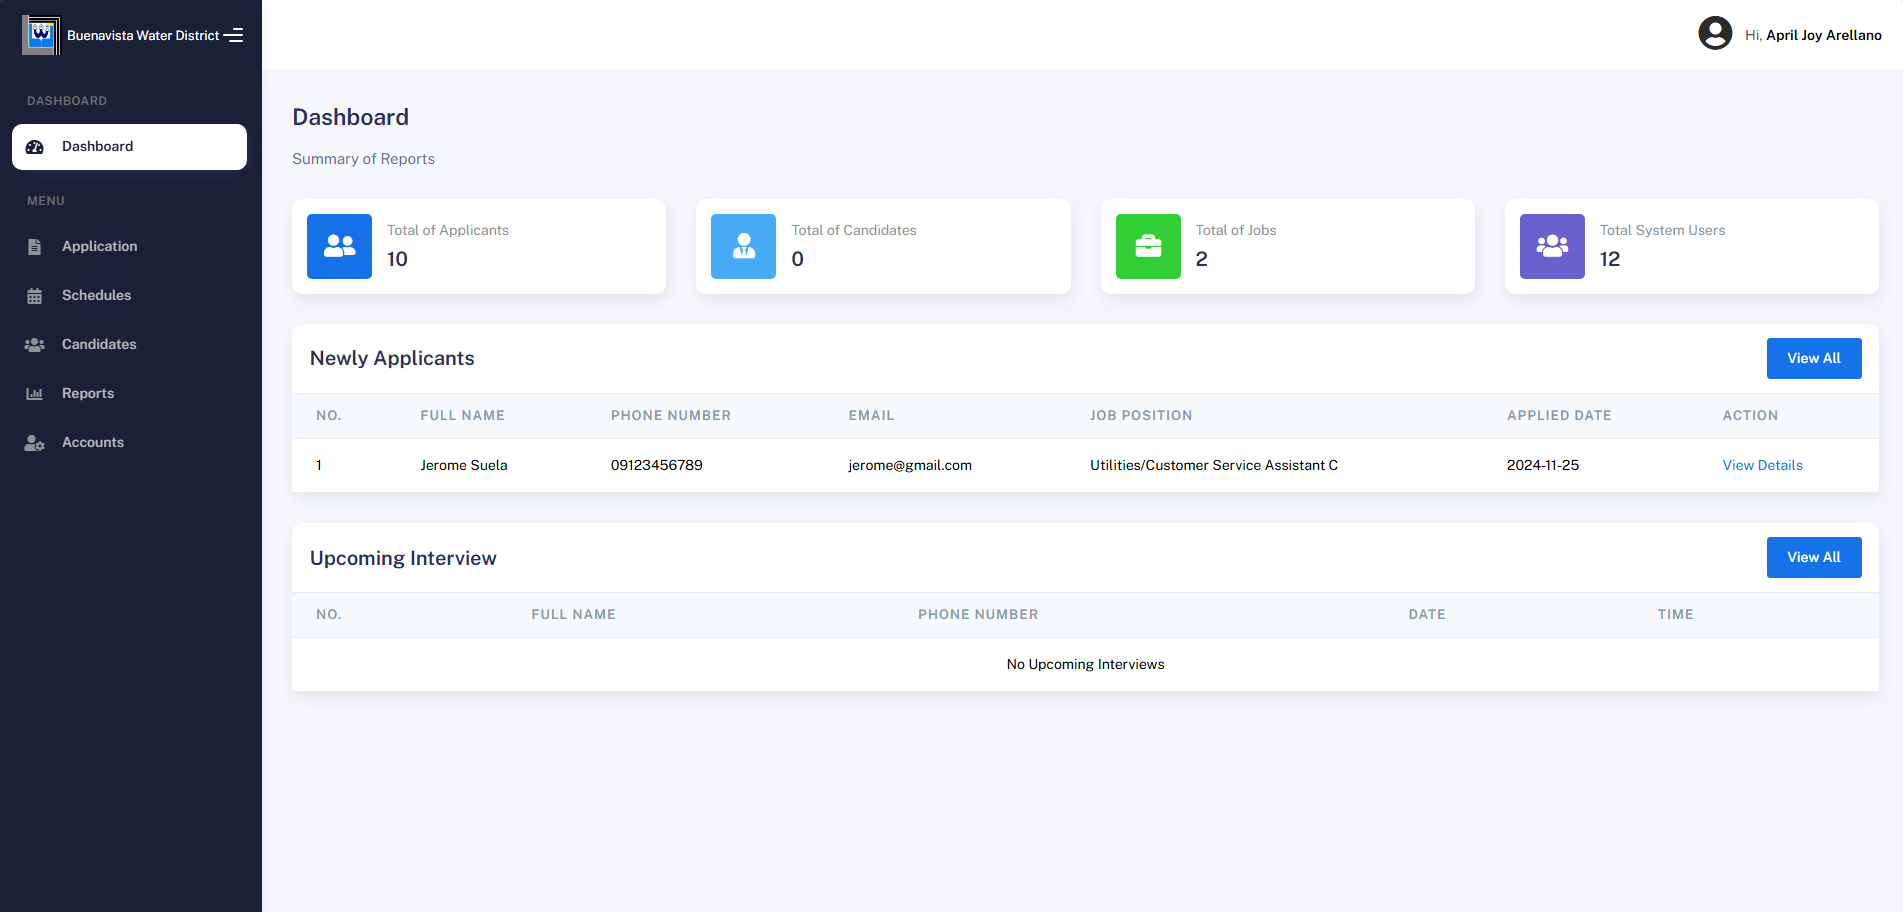 Buenavista Water District
Hi, April Joy Arellano
DASHBOARD
Dashboard
MENU
Application
Schedules
Candidates
Reports
Accounts
Dashboard
Summary of Reports
Total of Applicants
10
Total of Candidates
0
Total of Jobs
2
Total System Users
12
Newly Applicants
View All
NO. FULL NAME PHONE NUMBER EMAIL JOB POSITION APPLIED DATE ACTION
1 Jerome Suela 09123456789 jerome@gmail.com Utilities/Customer Service Assistant C 2024-11-25 View Details
Upcoming Interview
View All
NO. FULL NAME PHONE NUMBER DATE TIME
No Upcoming Interviews